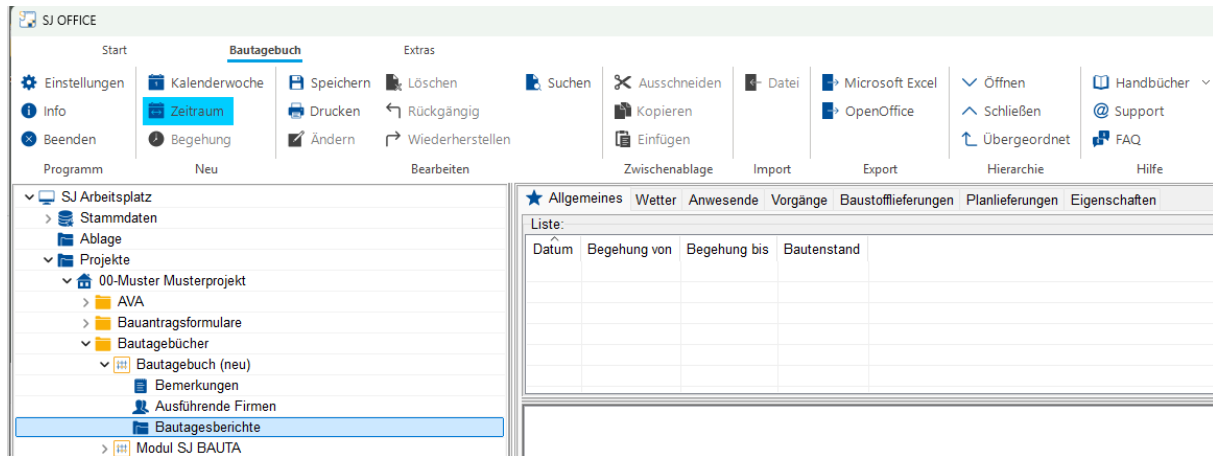 SJ OFFICE
Start Bautagebuch Extras
Einstellungen Kalenderwoche Speichern Löschen Suchen Ausschneiden Datei Microsoft Excel Öffnen Handbücher
Info Zeitraum Drucken Rückgängig Kopieren OpenOffice Schließen @ Support
Beenden Begehung Ändern Wiederherstellen Einfügen Übergeordnet FAQ
Programm Neu Bearbeiten Zwischenablage Import Export Hierarchie Hilfe
SJ Arbeitsplatz
Stammdaten
Ablage
Projekte
00-Muster Musterprojekt
AVA
Bauantragsformulare
Bautagebücher
Bautagebuch (neu)
Bemerkungen
Ausführende Firmen
Bautagesberichte
Modul SJ BAUTA
Allgemeines Wetter Anwesende Vorgänge Baustofflieferungen Planlieferungen Eigenschaften
Liste:
Datum Begehung von Begehung bis Bautenstand